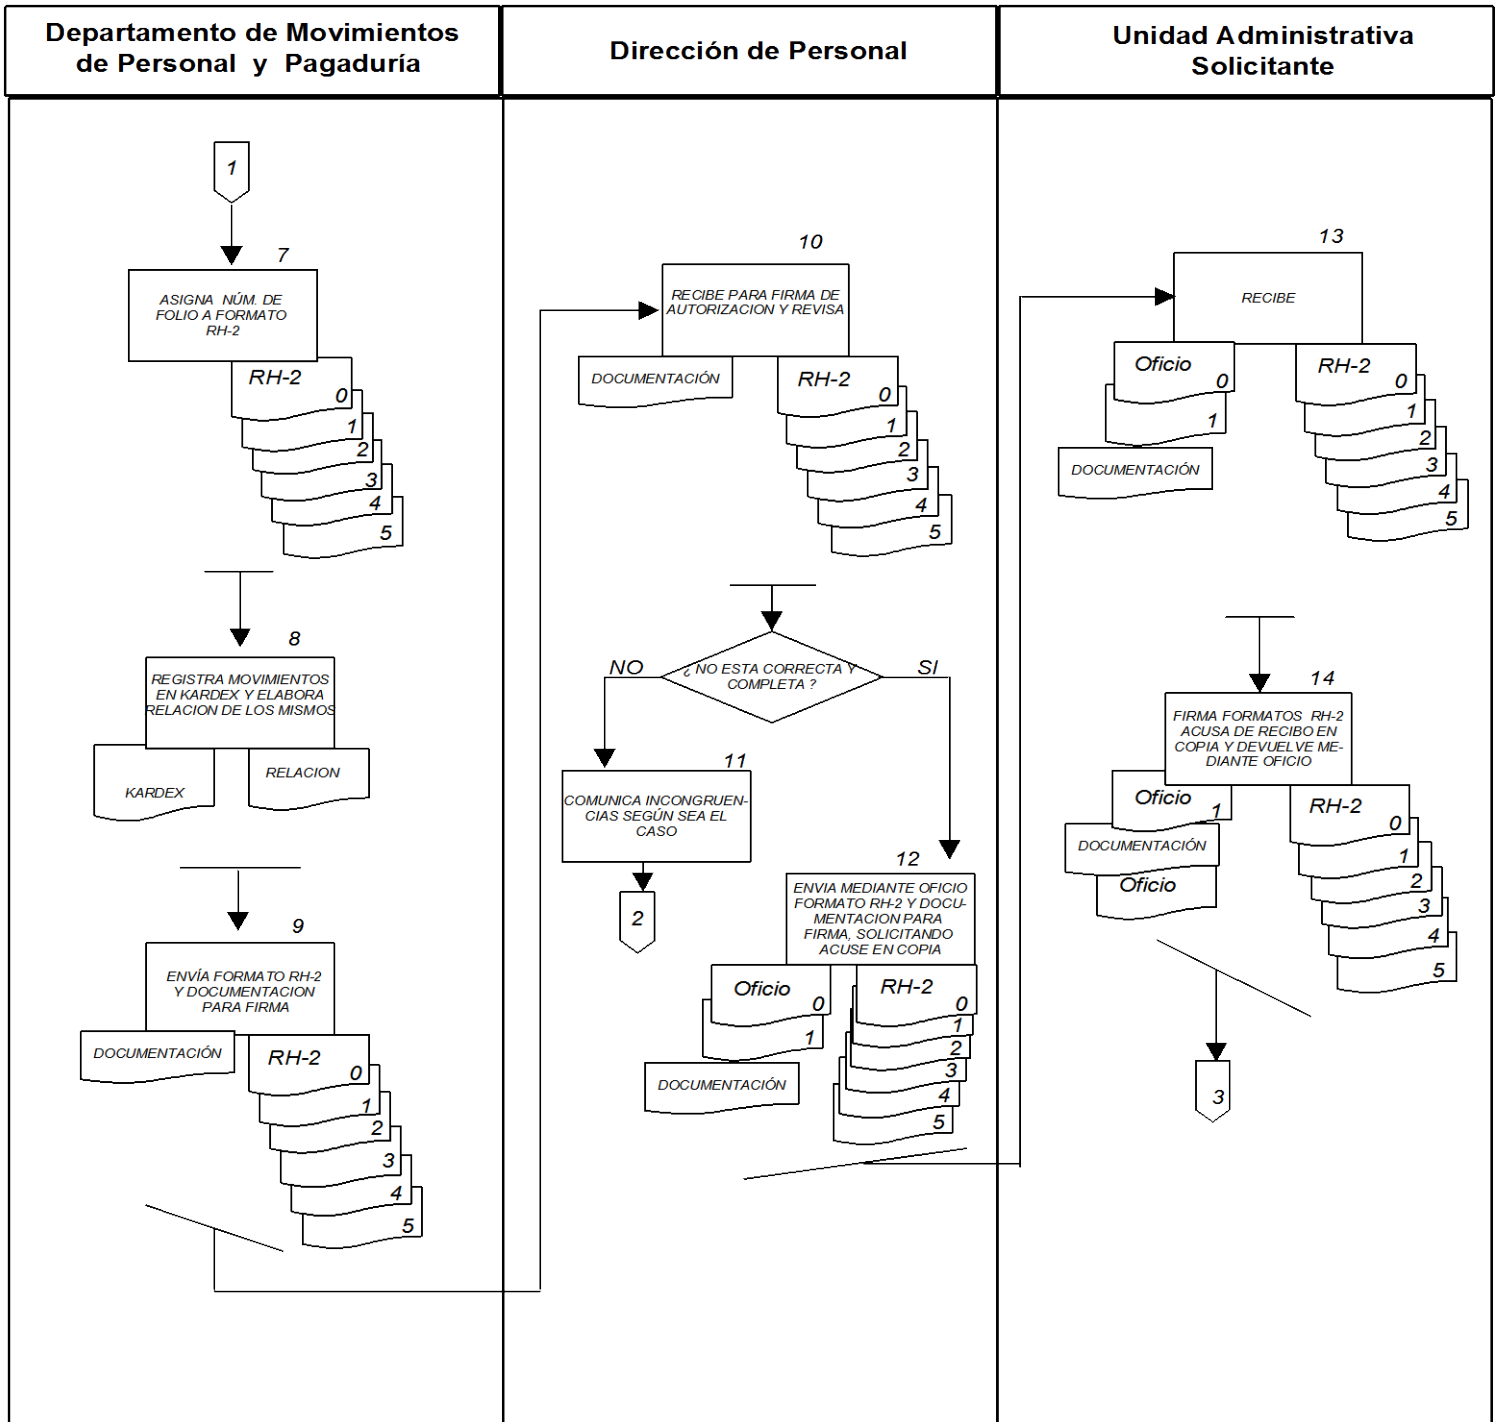 Departamento de Movimientos
de Personal y Pagaduría
Dirección de Personal
Unidad Administrativa
Solicitante
1
7
ASIGNA NÚM. DE
FOLIO A FORMATO
RH-2
RH-2
0
1
2
3
4
5
8
REGISTRA MOVIMIENTOS
EN KARDEX Y ELABORA
RELACION DE LOS MISMOS
KARDEX
RELACION
9
ENVÍA FORMATO RH-2
Y DOCUMENTACION
PARA FIRMA
DOCUMENTACIÓN
RH-2
0
1
2
3
4
5
10
RECIBE PARA FIRMA DE
AUTORIZACION Y REVISA
DOCUMENTACIÓN
RH-2
0
1
2
3
4
5
¿ NO ESTA CORRECTA Y
COMPLETA ?
NO
SI
11
COMUNICA INCONGRUEN-
CIAS SEGÚN SEA EL
CASO
2
12
ENVIA MEDIANTE OFICIO
FORMATO RH-2 Y DOCU-
MENTACION PARA
FIRMA, SOLICITANDO
ACUSE EN COPIA
Oficio
0
1
DOCUMENTACIÓN
RH-2
0
1
2
3
4
5
13
RECIBE
Oficio
0
1
DOCUMENTACIÓN
RH-2
0
1
2
3
4
5
14
FIRMA FORMATOS RH-2
ACUSA DE RECIBO EN
COPIA Y DEVUELVE ME-
DIANTE OFICIO
Oficio
1
DOCUMENTACIÓN
Oficio
RH-2
0
1
2
3
4
5
3